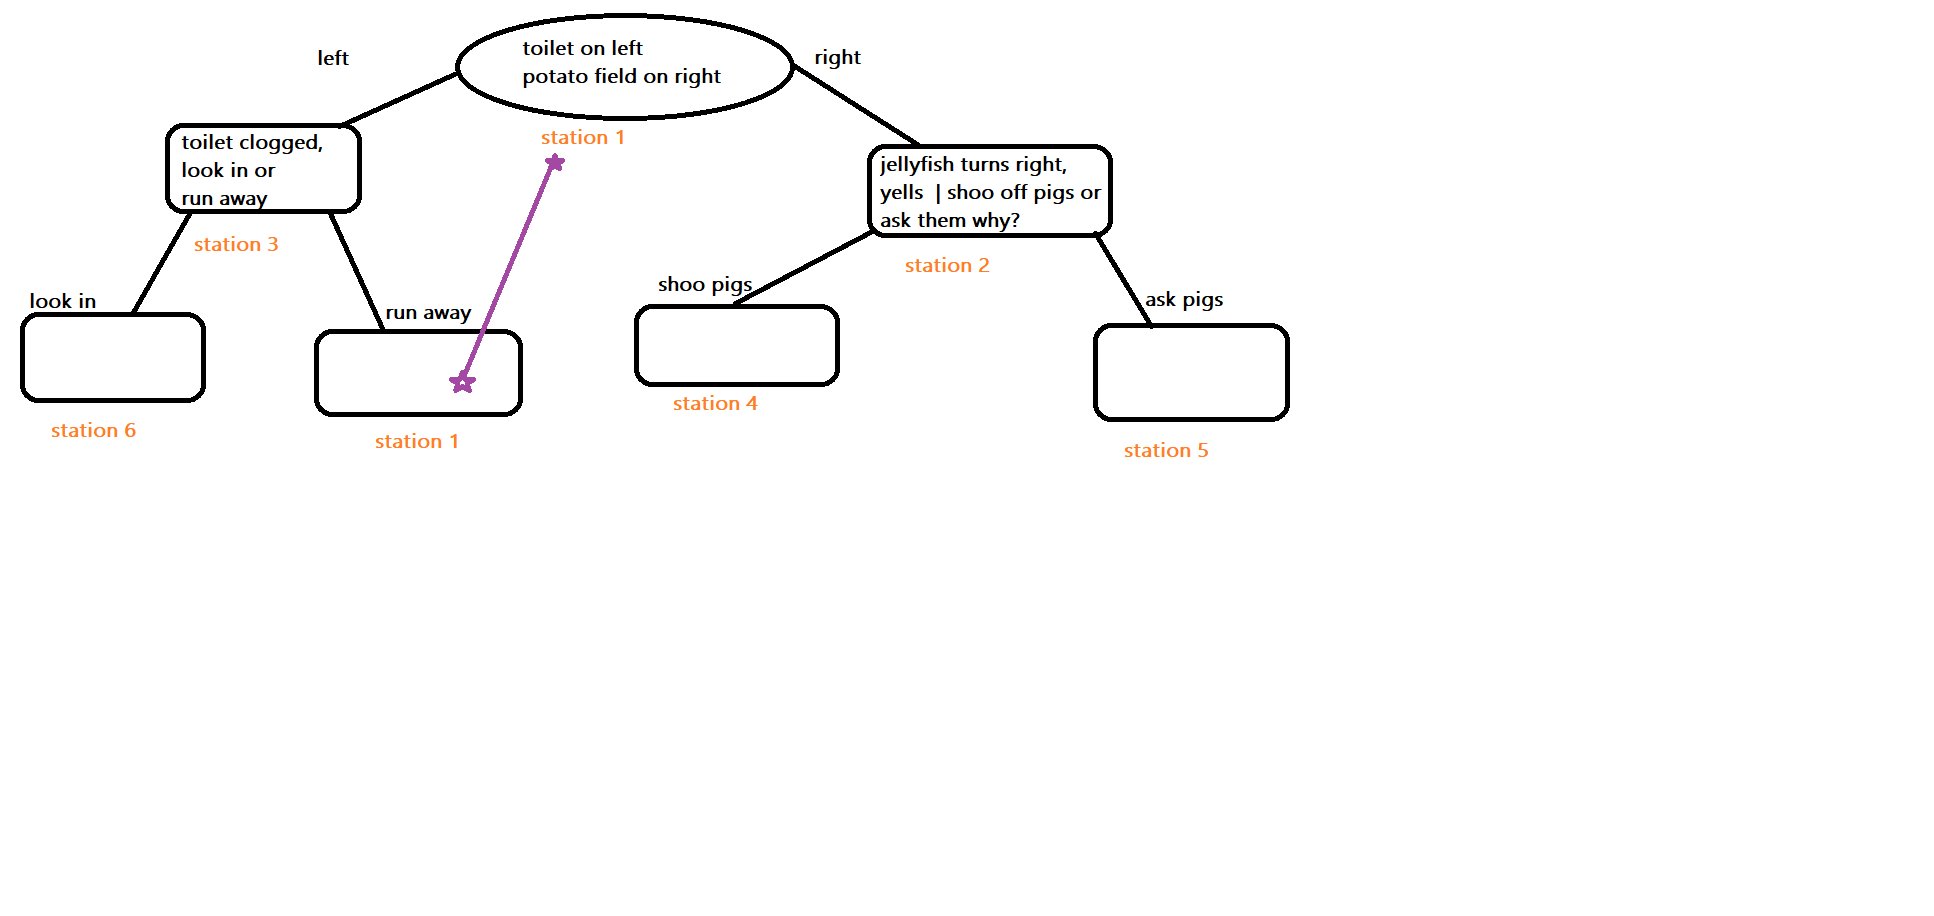 left
toilet on left
potato field on right
right
station 1
toilet clogged,
look in or
run away
station 3
jellyfish turns right,
yells | shoo off pigs or
ask them why?
station 2
look in
run away
shoo pigs
ask pigs
station 6
station 1
station 4
station 5